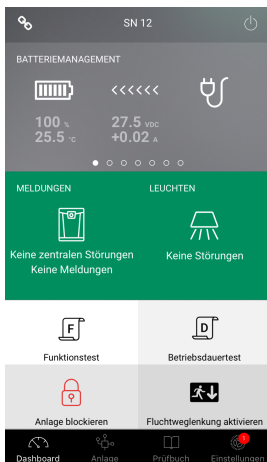 SN 12
BATTERIEMANAGEMENT
<<<<<<
100 % 27.5 VDC
25.5 °C +0.02 A
MELDUNGEN LEUCHTEN
Keine zentralen Störungen Keine Störungen
Keine Meldungen
F D
Funktionstest Betriebsdauertest
Anlage blockieren Fluchtweglenkung aktivieren
1
Dashboard Anlage Prüfbuch Einstellungen